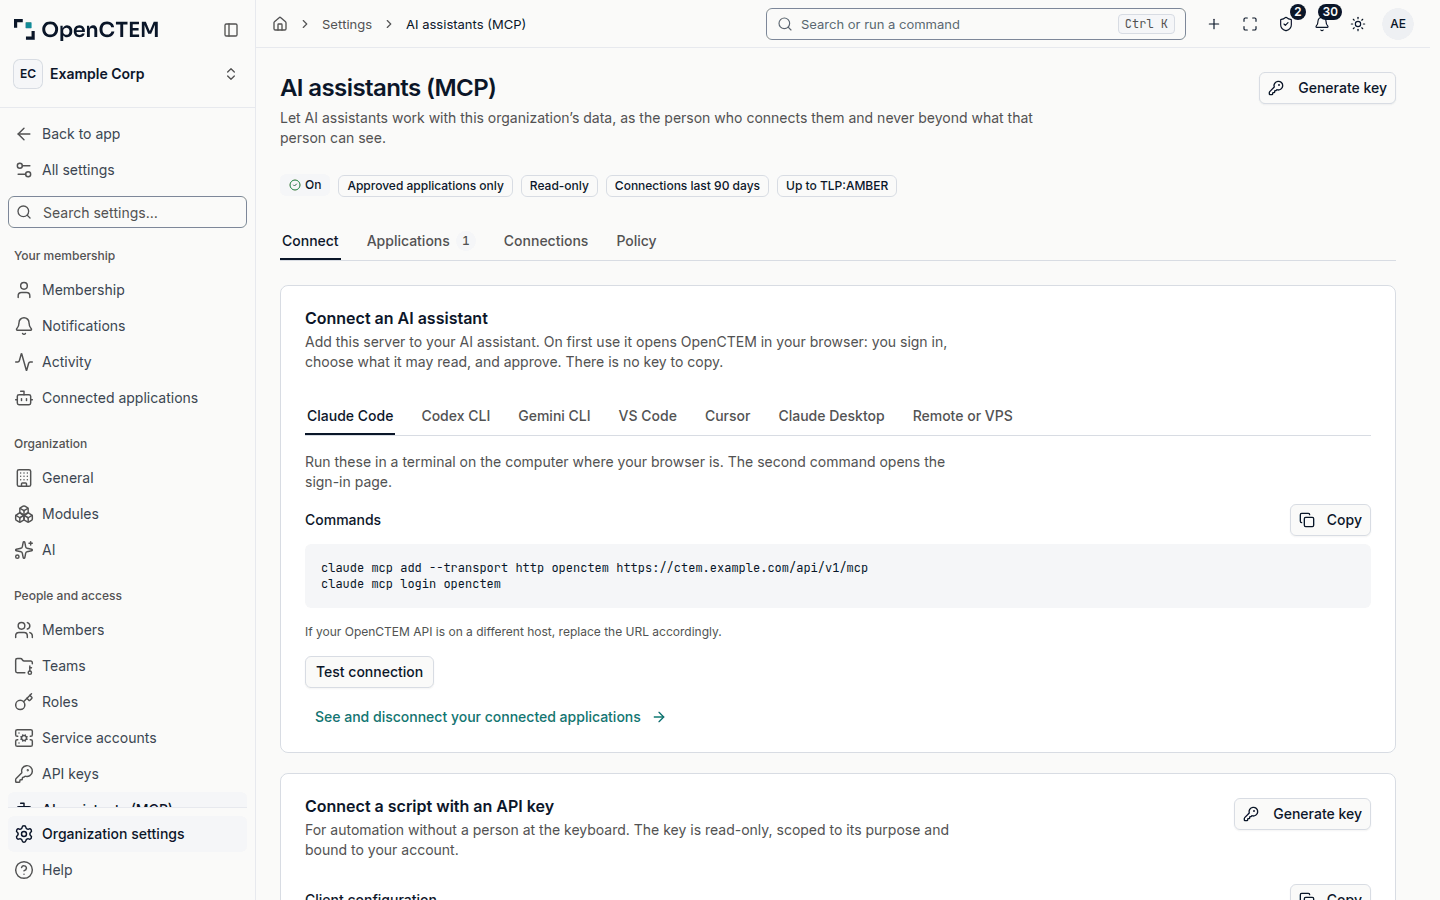 OpenCTEM
EC Example Corp
Back to app
All settings
Search settings...
Your membership
Membership
Notifications
Activity
Connected applications
Organization
General
Modules
AI
People and access
Members
Teams
Roles
Service accounts
API keys
AI assistants (MCP)
Organization settings
Help
Settings
AI assistants (MCP)
Search or run a command
Ctrl K
2
30
AE
AI assistants (MCP)
Generate key
Let AI assistants work with this organization's data, as the person who connects them and never beyond what that
person can see.
On
Approved applications only
Read-only
Connections last 90 days
Up to TLP:AMBER
Connect
Applications 1
Connections
Policy
Connect an AI assistant
Add this server to your AI assistant. On first use it opens OpenCTEM in your browser: you sign in,
choose what it may read, and approve. There is no key to copy.
Claude Code
Codex CLI
Gemini CLI
VS Code
Cursor
Claude Desktop
Remote or VPS
Run these in a terminal on the computer where your browser is. The second command opens the
sign-in page.
Commands
Copy
claude mcp add --transport http openctem https://ctem.example.com/api/v1/mcp
claude mcp login openctem
If your OpenCTEM API is on a different host, replace the URL accordingly.
Test connection
See and disconnect your connected applications
Connect a script with an API key
Generate key
For automation without a person at the keyboard. The key is read-only, scoped to its purpose and
bound to your account.
Client configuration
Copy